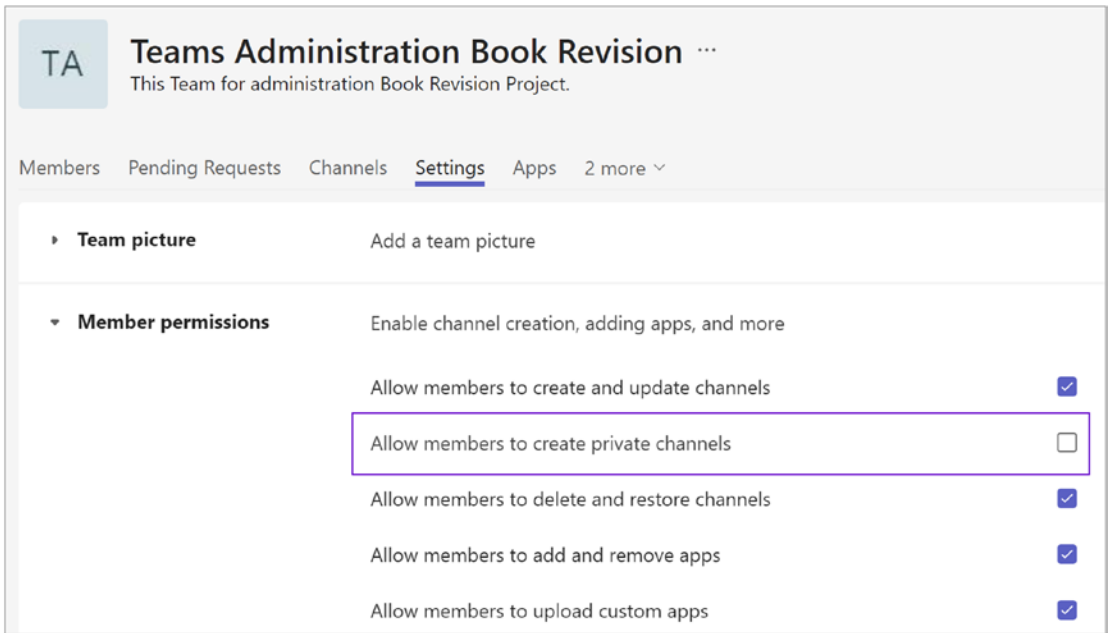 TA
Teams Administration Book Revision ...
This Team for administration Book Revision Project.
Members Pending Requests Channels Settings Apps 2 more
Team picture Add a team picture
Member permissions Enable channel creation, adding apps, and more
Allow members to create and update channels
Allow members to create private channels
Allow members to delete and restore channels
Allow members to add and remove apps
Allow members to upload custom apps